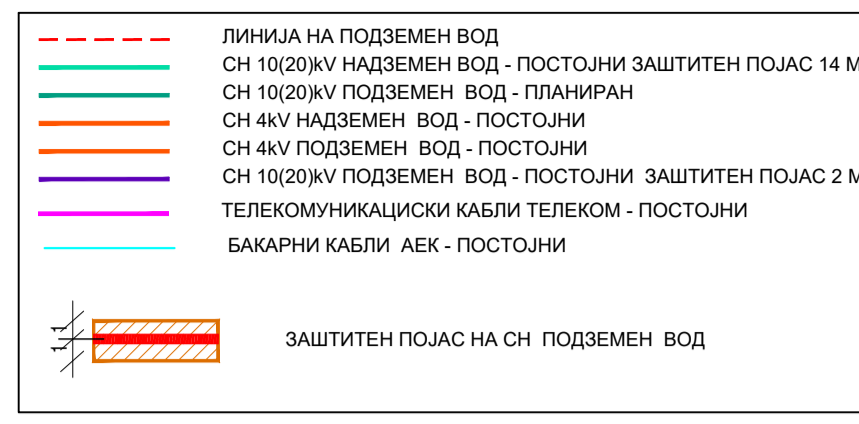 ЛИНИЈА НА ПОДЗЕМЕН ВОД
СН 10(20)kV НАДЗЕМЕН ВОД - ПОСТОЈНИ ЗАШТИТЕН ПОЈАС 14 М
СН 10(20)kV ПОДЗЕМЕН ВОД - ПЛАНИРАН
СН 4kV НАДЗЕМЕН ВОД - ПОСТОЈНИ
СН 4kV ПОДЗЕМЕН ВОД - ПОСТОЈНИ
СН 10(20)kV ПОДЗЕМЕН ВОД - ПОСТОЈНИ ЗАШТИТЕН ПОЈАС 2 М
ТЕЛЕКОМУНИКАЦИСКИ КАБЛИ ТЕЛЕКОМ - ПОСТОЈНИ
БАКАРНИ КАБЛИ АЕК - ПОСТОЈНИ
ЗАШТИТЕН ПОЈАС НА СН ПОДЗЕМЕН ВОД